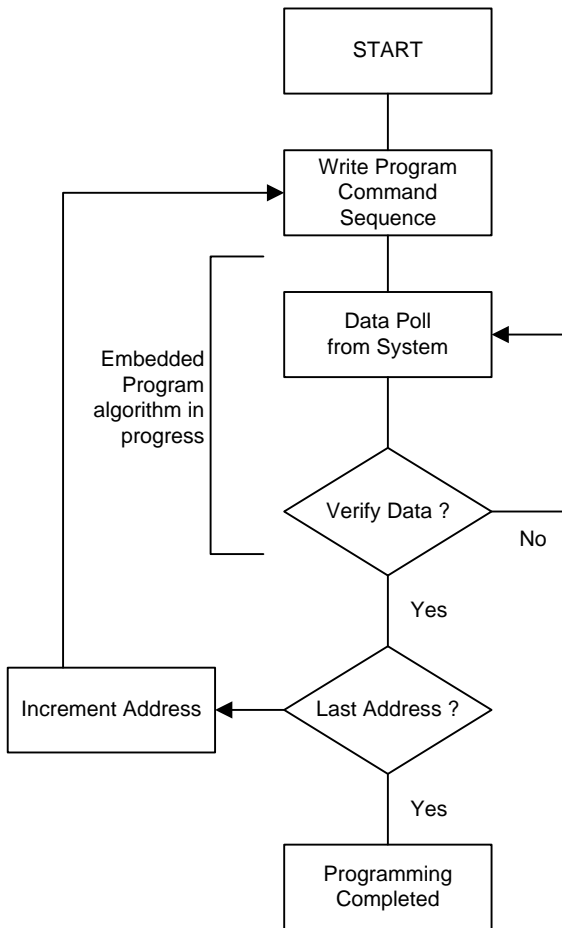 START
Write Program
Command
Sequence
Data Poll
from System
Embedded
Program
algorithm in
progress
Verify Data ?
No
Yes
Increment Address
Last Address ?
Yes
Programming
Completed